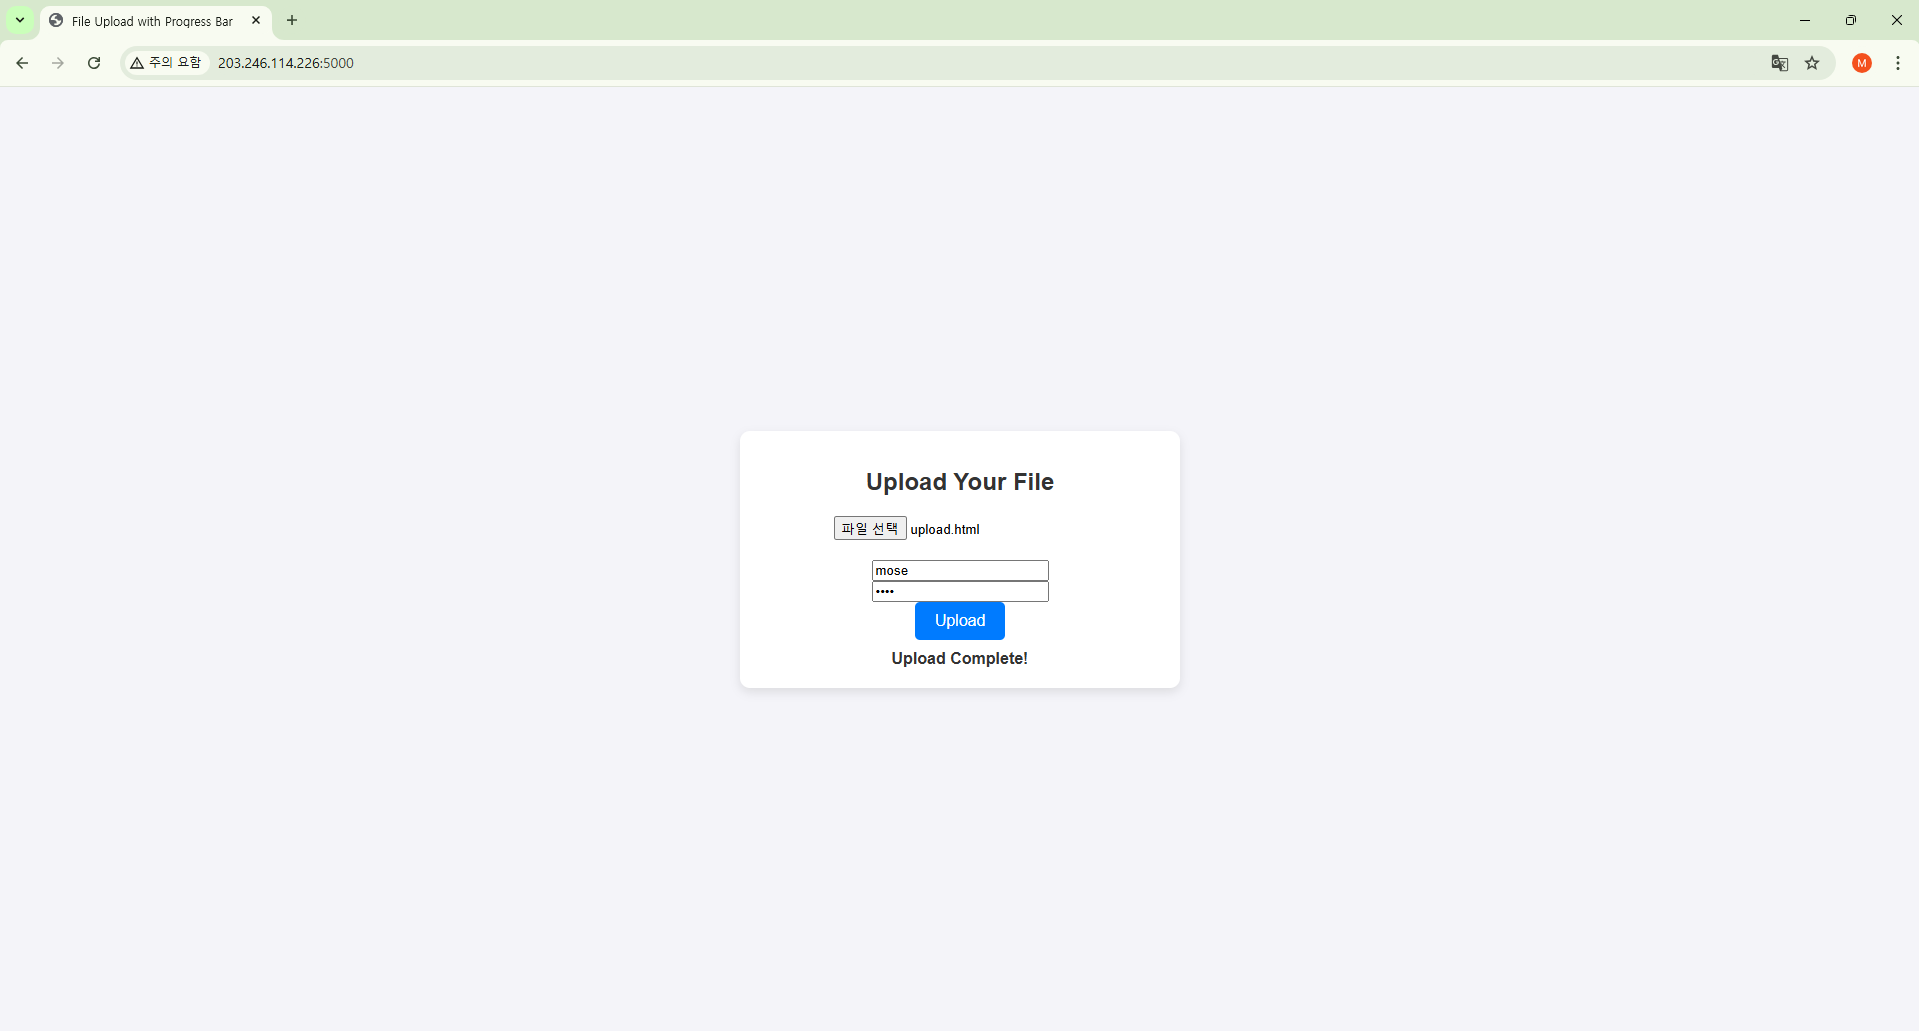 File Upload with Progress Bar
주의 요함 203.246.114.226:5000
M
Upload Your File
파일 선택 upload.html
mose
••••
Upload
Upload Complete!